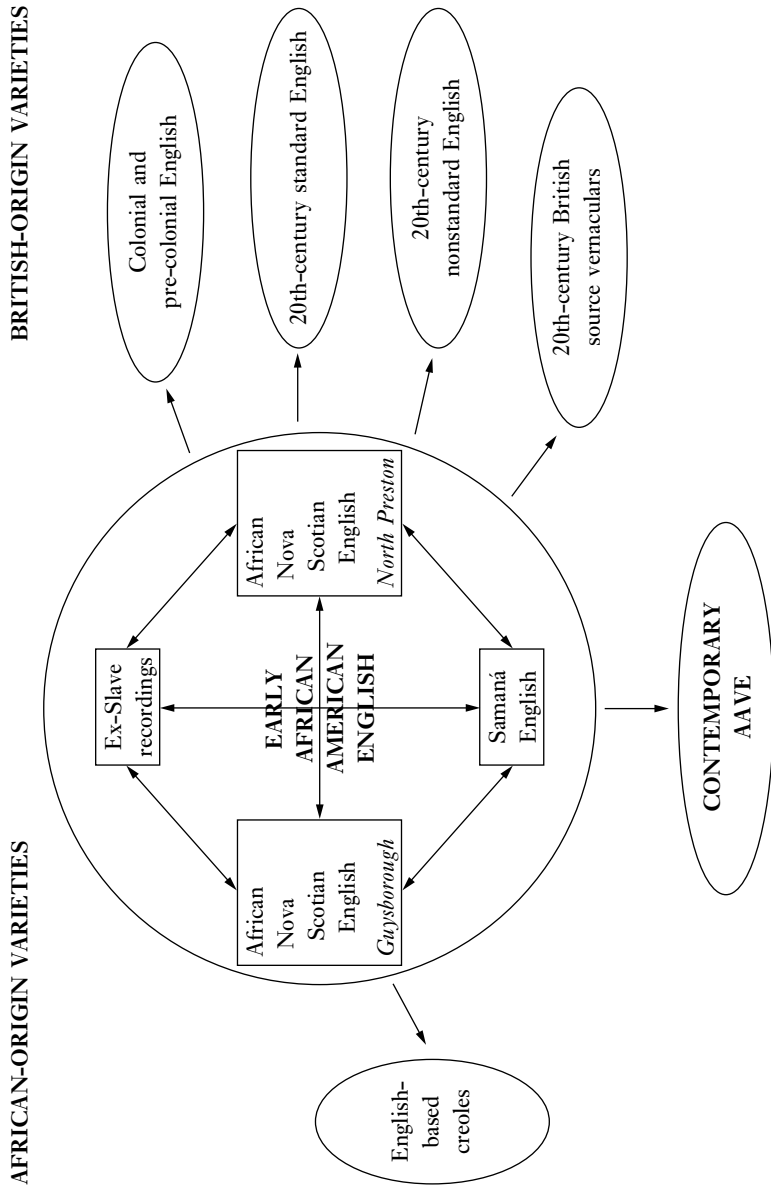 AFRICAN-ORIGIN VARIETIES
BRITISH-ORIGIN VARIETIES
Ex-Slave
recordings
African
Nova
Scotian
English
Guysborough
EARLY
AFRICAN
AMERICAN
ENGLISH
African
Nova
Scotian
English
North Preston
Samaná
English
English-
based
creoles
Colonial and
pre-colonial English
20th-century standard English
20th-century
nonstandard English
20th-century British
source vernaculars
CONTEMPORARY
AAVE